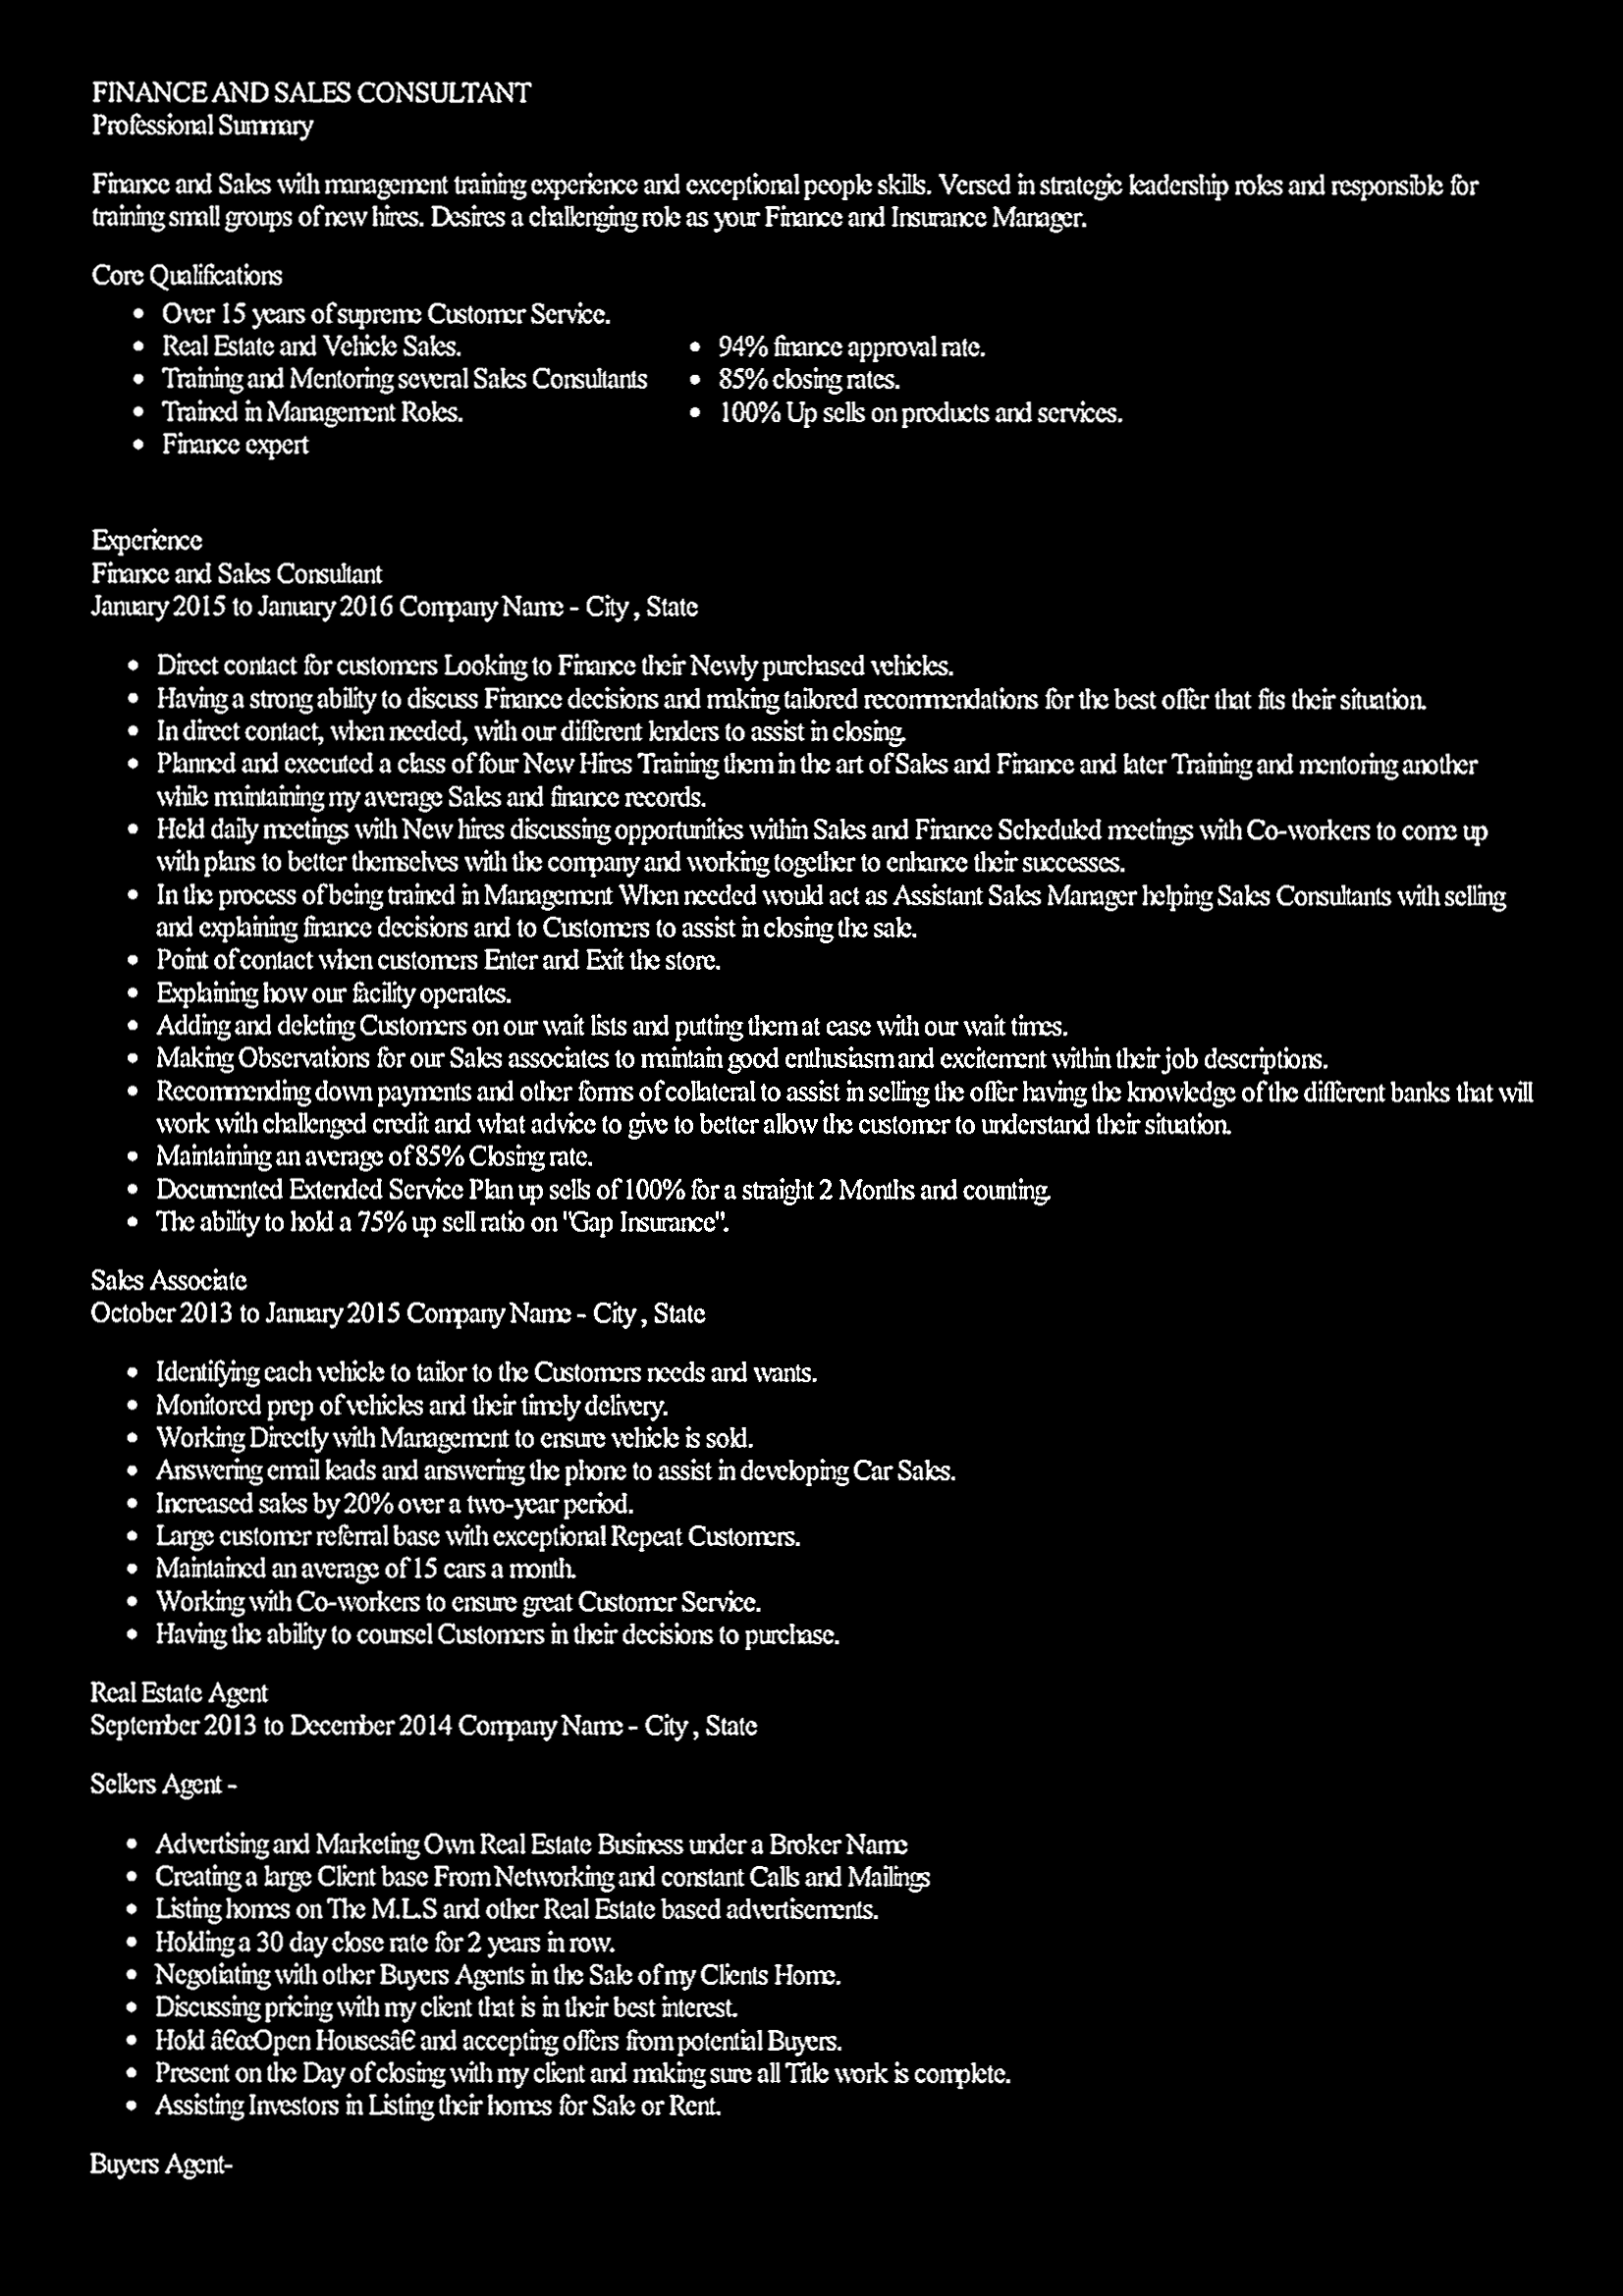 FINANCE AND SALES CONSULTANT
Professional Summary
Finance and Sales with management training experience and exceptional people skills. Versed in strategic leadership roles and responsible for
training small groups of new hires. Desires a challenging role as your Finance and Insurance Manager.
Core Qualifications
• Over 15 years of supreme Customer Service.
• Real Estate and Vehicle Sales.
• Training and Mentoring several Sales Consultants
• Trained in Management Roles.
• Finance expert
• 94% finance approval rate.
• 85% closing rates.
• 100% Up sells on products and services.
Experience
Finance and Sales Consultant
January 2015 to January 2016 Company Name - City , State
• Direct contact for customers Looking to Finance their Newly purchased vehicles.
• Having a strong ability to discuss Finance decisions and making tailored recommendations for the best offer that fits their situation.
• In direct contact, when needed, with our different lenders to assist in closing.
• Planned and executed a class of four New Hires Training them in the art of Sales and Finance and later Training and mentoring another
while maintaining my average Sales and finance records.
• Held daily meetings with New hires discussing opportunities within Sales and Finance Scheduled meetings with Co-workers to come up
with plans to better themselves with the company and working together to enhance their successes.
• In the process of being trained in Management When needed would act as Assistant Sales Manager helping Sales Consultants with selling
and explaining finance decisions and to Customers to assist in closing the sale.
• Point of contact when customers Enter and Exit the store.
• Explaining how our facility operates.
• Adding and deleting Customers on our wait lists and putting them at ease with our wait times.
• Making Observations for our Sales associates to maintain good enthusiasm and excitement within their job descriptions.
• Recommending down payments and other forms of collateral to assist in selling the offer having the knowledge of the different banks that will
work with challenged credit and what advice to give to better allow the customer to understand their situation.
• Maintaining an average of 85% Closing rate.
• Documented Extended Service Plan up sells of 100% for a straight 2 Months and counting.
• The ability to hold a 75% up sell ratio on "Gap Insurance".
Sales Associate
October 2013 to January 2015 Company Name - City , State
• Identifying each vehicle to tailor to the Customers needs and wants.
• Monitored prep of vehicles and their timely delivery.
• Working Directly with Management to ensure vehicle is sold.
• Answering email leads and answering the phone to assist in developing Car Sales.
• Increased sales by 20% over a two-year period.
• Large customer referral base with exceptional Repeat Customers.
• Maintained an average of 15 cars a month.
• Working with Co-workers to ensure great Customer Service.
• Having the ability to counsel Customers in their decisions to purchase.
Real Estate Agent
September 2013 to December 2014 Company Name - City , State
Sellers Agent -
• Advertising and Marketing Own Real Estate Business under a Broker Name
• Creating a large Client base From Networking and constant Calls and Mailings
• Listing homes on The M.L.S and other Real Estate based advertisements.
• Holding a 30 day close rate for 2 years in row.
• Negotiating with other Buyers Agents in the Sale of my Clients Home.
• Discussing pricing with my client that is in their best interest.
• Hold â€œOpen Housesâ€ and accepting offers from potential Buyers.
• Present on the Day of closing with my client and making sure all Title work is complete.
• Assisting Investors in Listing their homes for Sale or Rent.
Buyers Agent-